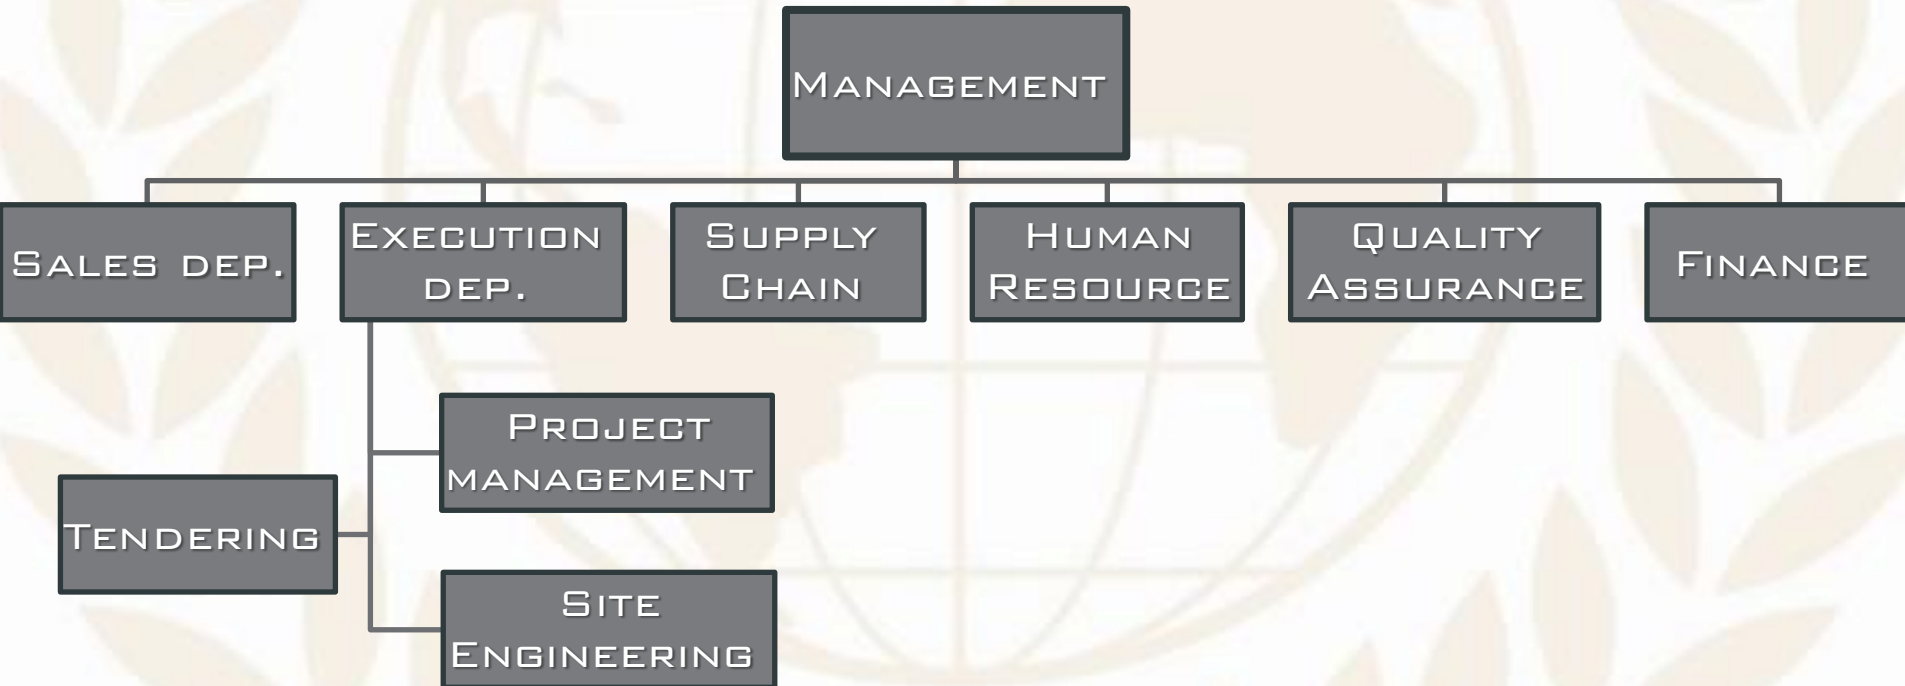 Management
Sales dep.
Execution
dep.
Supply
Chain
Human
Resource
Quality
Assurance
Finance
Project
management
Tendering
Site
Engineering